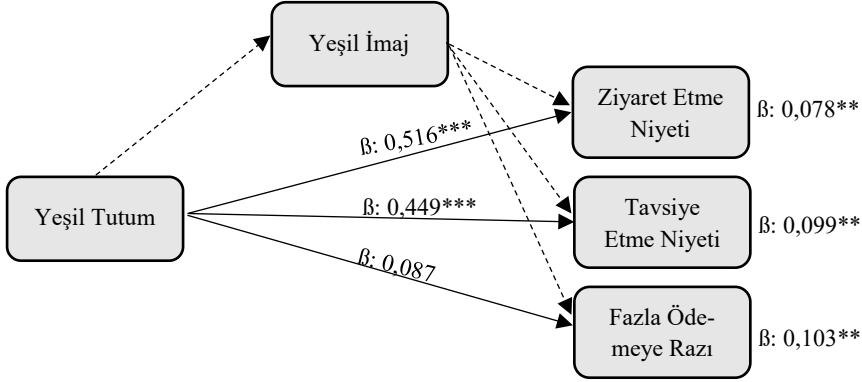 Yeşil İmaj
Ziyaret Etme
Niyeti
ß: 0,078**
ß: 0,516***
Yeşil Tutum
ß: 0,449***
Tavsiye
Etme Niyeti
ß: 0,099**
ß: 0,087
Fazla Öde-
meye Razı
ß: 0,103**